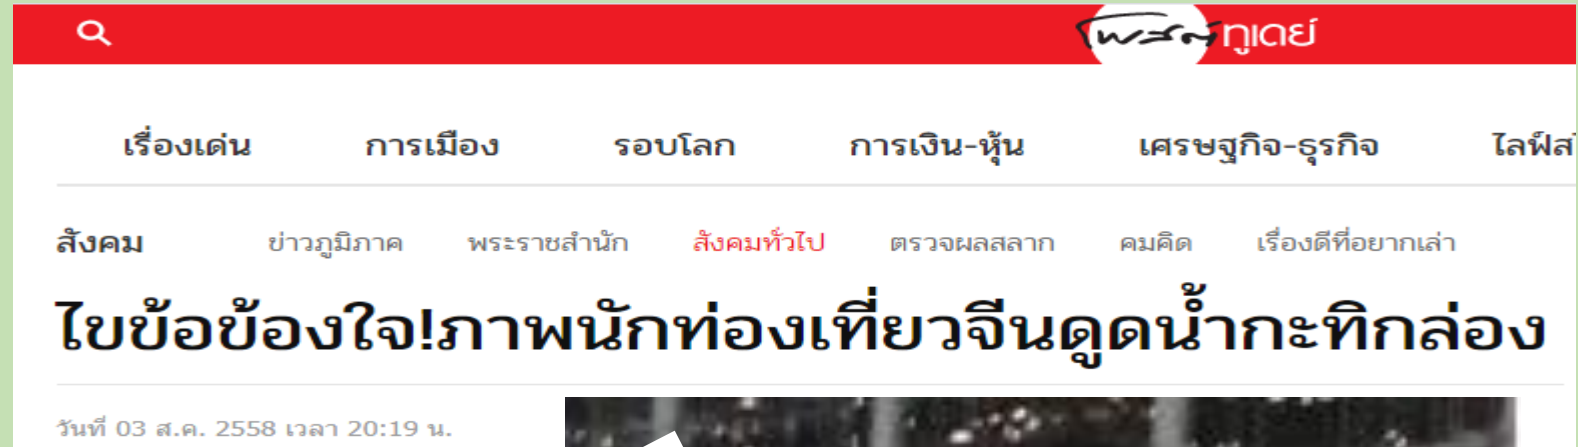 โพสต์ทูเดย์
เรื่องเด่น การเมือง รอบโลก การเงิน-หุ้น เศรษฐกิจ-ธุรกิจ ไลฟ์ส
สังคม ข่าวภูมิภาค พระราชสำนัก สังคมทั่วไป ตรวจผลสลาก คมคิด เรื่องดีที่อยากเล่า
ไขข้อข้องใจ!ภาพนักท่องเที่ยวจีนดูดน้ำกะทิกล่อง
วันที่ 03 ส.ค. 2558 เวลา 20:19 น.